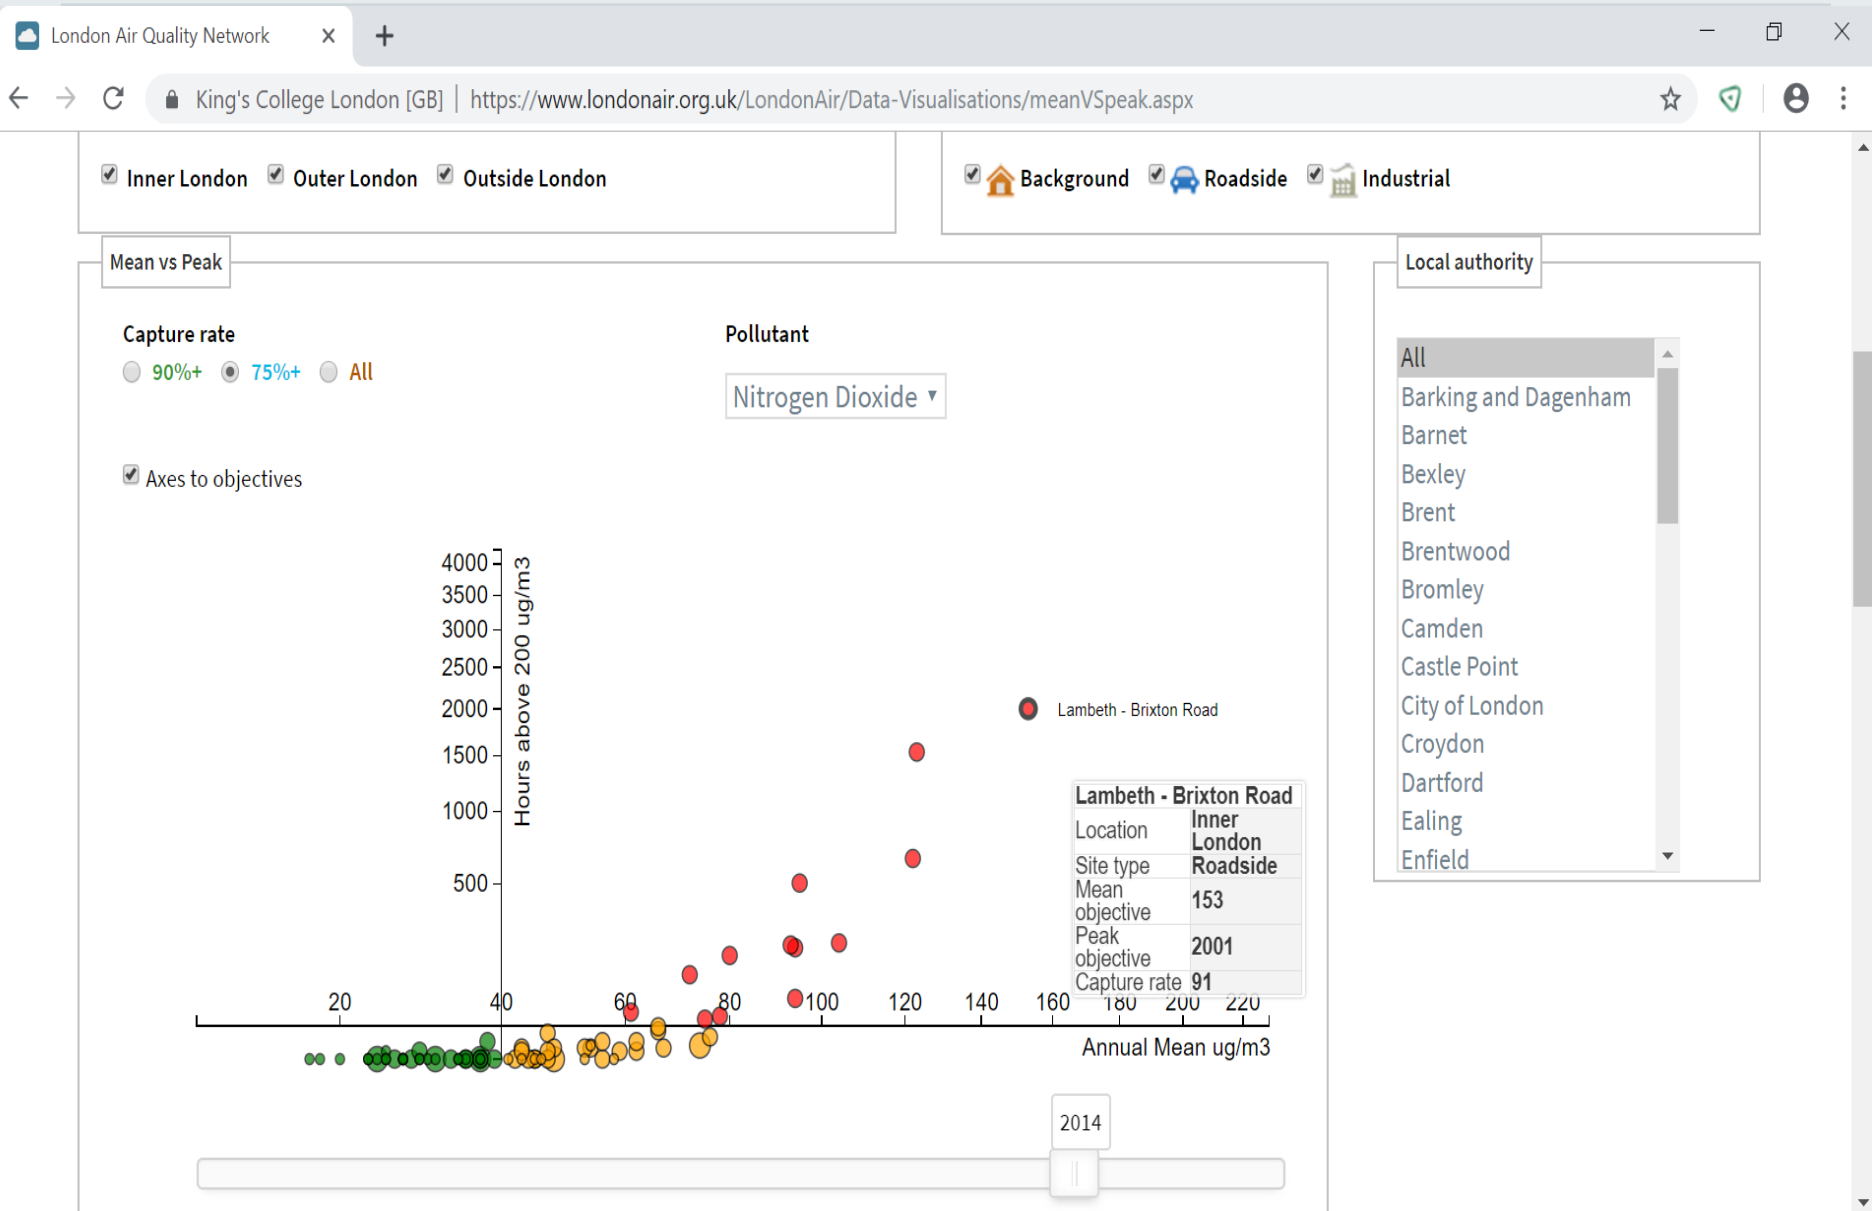 London Air Quality Network
King's College London [GB] | https://www.londonair.org.uk/LondonAir/Data-Visualisations/meanVSpeak.aspx
Inner London Outer London Outside London
Background Roadside Industrial
Mean vs Peak
Local authority
Capture rate
90%+ 75%+ All
Pollutant
Nitrogen Dioxide
Axes to objectives
All
Barking and Dagenham
Barnet
Bexley
Brent
Brentwood
Bromley
Camden
Castle Point
City of London
Croydon
Dartford
Ealing
Enfield
4000
3500
3000
2500
2000
1500
1000
500
Hours above 200 ug/m3
Lambeth - Brixton Road
Lambeth - Brixton Road
Location Inner London
Site type Roadside
Mean objective 153
Peak objective 2001
Capture rate 91
20 40 60 80 100 120 140 160 180 200 220
Annual Mean ug/m3
2014